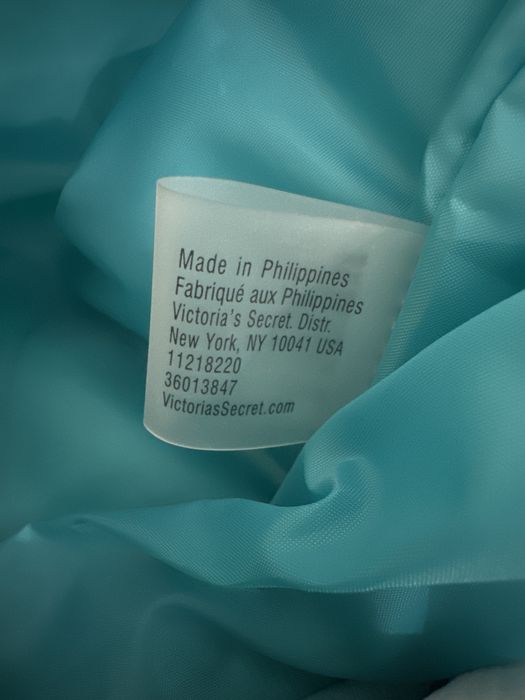 Made in Philippines
Fabriqué aux Philippines
Victoria's Secret. Distr.
New York, NY 10041 USA
11218220
36013847
VictoriasSecret.com